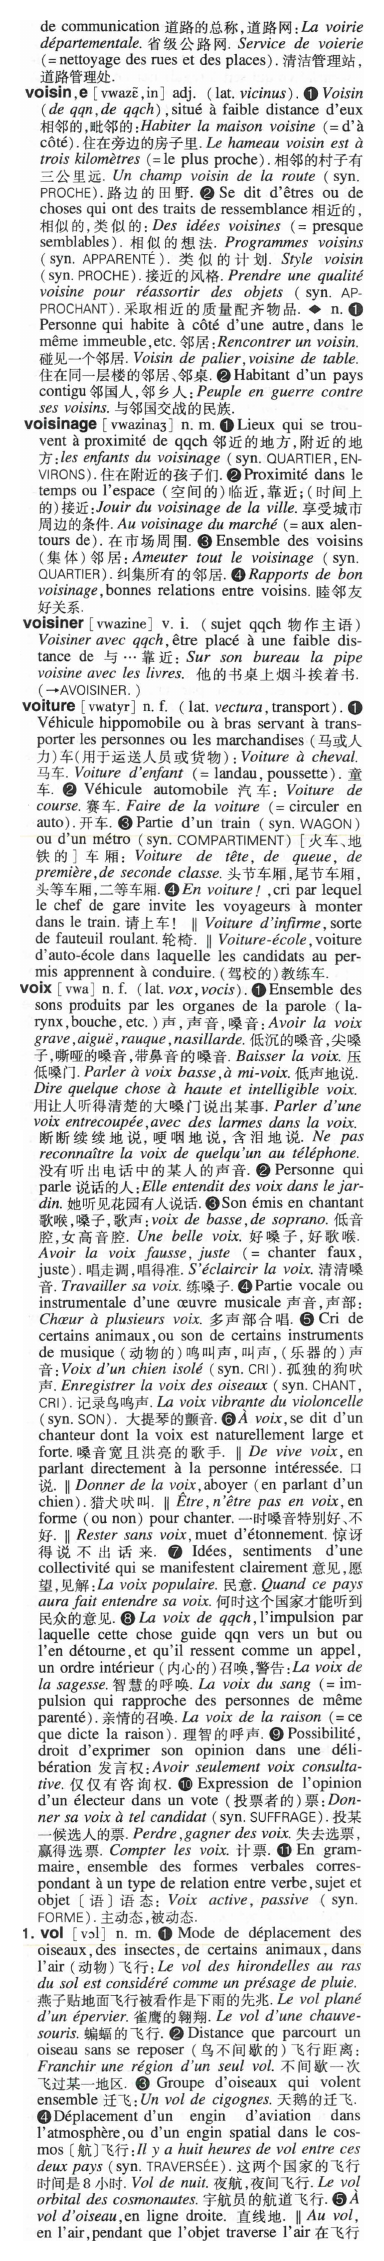 de communication 道路的总称,道路网:La voirie
départementale. 省级公路网. Service de voierie
(=nettoyage des rues et des places). 清洁管理站,
道路管理处.
voisin,e [vwazɛ̃,in] adj. (lat. vicinus). ❶ Voisin
(de qqn,de qqch),situé à faible distance d'eux
相邻的,毗邻的:Habiter la maison voisine (=d'à
côté). 住在旁边的房子里. Le hameau voisin est à
trois kilomètres (=le plus proche). 相邻的村子有
三公里远. Un champ voisin de la route (syn.
PROCHE). 路边的田野. ❷ Se dit d'êtres ou de
choses qui ont des traits de ressemblance 相近的,
相似的,类似的: Des idées voisines (= presque
semblables). 相似的想法. Programmes voisins
(syn. APPARENTÉ). 类似的计划. Style voisin
(syn. PROCHE). 接近的风格. Prendre une qualité
voisine pour réassortir des objets (syn. AP-
PROCHANT). 采取相近的质量配齐物品. ◆ n. ❶
Personne qui habite à côté d'une autre,dans le
même immeuble,etc. 邻居:Rencontrer un voisin.
碰见一个邻居. Voisin de palier,voisine de table.
住在同一层楼的邻居、邻桌. ❷ Habitant d'un pays
contigu 邻国人,邻乡人: Peuple en guerre contre
ses voisins. 与邻国交战的民族.
voisinage [vwazinaʒ] n. m. ❶ Lieux qui se trou-
vent à proximité de qqch 邻近的地方,附近的地
方:les enfants du voisinage (syn. QUARTIER,EN-
VIRONS). 住在附近的孩子们. ❷ Proximité dans le
temps ou l'espace (空间的)临近,靠近;(时间上
的)接近:Jouir du voisinage de la ville. 享受城市
周边的条件. Au voisinage du marché (=aux alen-
tours de). 在市场周围. ❸ Ensemble des voisins
(集体)邻居: Ameuter tout le voisinage (syn.
QUARTIER). 纠集所有的邻居. ❹ Rapports de bon
voisinage,bonnes relations entre voisins. 睦邻友
好关系.
voisiner [vwazine] v. i. (sujet qqch 物作主语)
Voisiner avec qqch,être placé à une faible dis-
tance de 与…靠近: Sur son bureau la pipe
voisine avec les livres. 他的书桌上烟斗挨着书.
(→AVOISINER. )
voiture [vwatyr] n. f. (lat. vectura,transport). ❶
Véhicule hippomobile ou à bras servant à trans-
porter les personnes ou les marchandises (马或人
力)车(用于运送人员或货物): Voiture à cheval.
马车. Voiture d'enfant (= landau, poussette). 童
车. ❷ Véhicule automobile 汽车: Voiture de
course. 赛车. Faire de la voiture (=circuler en
auto). 开车. ❸ Partie d'un train (syn. WAGON)
ou d'un métro (syn. COMPARTIMENT) [火车、地
铁的] 车厢: Voiture de tête, de queue, de
première,de seconde classe. 头节车厢,尾节车厢,
头等车厢,二等车厢. ❹ En voiture! ,cri par lequel
le chef de gare invite les voyageurs à monter
dans le train. 请上车! ‖ Voiture d'infirme,sorte
de fauteuil roulant. 轮椅. ‖ Voiture-école,voiture
d'auto-école dans laquelle les candidats au per-
mis apprennent à conduire. (驾校的)教练车.
voix [vwa] n. f. (lat. vox,vocis). ❶ Ensemble des
sons produits par les organes de la parole (la-
rynx,bouche,etc.) 声,声音,嗓音: Avoir la voix
grave,aiguë,rauque,nasillarde. 低沉的嗓音,尖嗓
子,嘶哑的嗓音,带鼻音的嗓音. Baisser la voix. 压
低嗓门. Parler à voix basse,à mi-voix. 低声地说.
Dire quelque chose à haute et intelligible voix.
用让人听得清楚的大嗓门说出某事. Parler d'une
voix entrecoupée,avec des larmes dans la voix.
断断续续地说,哽咽地说,含泪地说. Ne pas
reconnaître la voix de quelqu'un au téléphone.
没有听出电话中的某人的声音. ❷ Personne qui
parle 说话的人:Elle entendit des voix dans le jar-
din. 她听见花园有人说话. ❸ Son émis en chantant
歌喉,嗓子,歌声:voix de basse,de soprano. 低音
腔,女高音腔. Une belle voix. 好嗓子,好歌喉.
Avoir la voix fausse, juste (= chanter faux,
juste). 唱走调,唱得准. S'éclaircir la voix. 清清嗓
音. Travailler sa voix. 练嗓子. ❹ Partie vocale ou
instrumentale d'une œuvre musicale 声音,声部:
Chœur à plusieurs voix. 多声部合唱. ❺ Cri de
certains animaux,ou son de certains instruments
de musique (动物的)鸣叫声,叫声,(乐器的)声
音:Voix d'un chien isolé (syn. CRI). 孤独的狗吠
声. Enregistrer la voix des oiseaux (syn. CHANT,
CRI). 记录鸟鸣声. La voix vibrante du violoncelle
(syn. SON). 大提琴的颤音. ❻ À voix,se dit d'un
chanteur dont la voix est naturellement large et
forte. 嗓音宽且洪亮的歌手. ‖ De vive voix, en
parlant directement à la personne intéressée. 口
说. ‖ Donner de la voix,aboyer (en parlant d'un
chien). 猎犬吠叫. ‖ Être,n'être pas en voix,en
forme (ou non) pour chanter. 一时嗓音特别好、不
好. ‖ Rester sans voix,muet d'étonnement. 惊讶
得说不出话来. ❼ Idées, sentiments d'une
collectivité qui se manifestent clairement 意见,愿
望,见解:La voix populaire. 民意. Quand ce pays
aura fait entendre sa voix. 何时这个国家才能听到
民众的意见. ❽ La voix de qqch,l'impulsion par
laquelle cette chose guide qqn vers un but ou
l'en détourne,et qu'il ressent comme un appel,
un ordre intérieur (内心的)召唤,警告:La voix de
la sagesse. 智慧的呼唤. La voix du sang (= im-
pulsion qui rapproche des personnes de même
parenté). 亲情的召唤. La voix de la raison (=ce
que dicte la raison). 理智的呼声. ❾ Possibilité,
droit d'exprimer son opinion dans une déli-
bération 发言权:Avoir seulement voix consulta-
tive. 仅仅有咨询权. ❿ Expression de l'opinion
d'un électeur dans un vote (投票者的)票:Don-
ner sa voix à tel candidat (syn. SUFFRAGE). 投某
一候选人的票. Perdre,gagner des voix. 失去选票,
赢得选票. Compter les voix. 计票. ⓫ En gram-
maire, ensemble des formes verbales corres-
pondant à un type de relation entre verbe,sujet et
objet [语] 语态: Voix active, passive (syn.
FORME). 主动态,被动态.
1. vol [vɔl] n. m. ❶ Mode de déplacement des
oiseaux,des insectes,de certains animaux,dans
l'air (动物)飞行:Le vol des hirondelles au ras
du sol est considéré comme un présage de pluie.
燕子贴地面飞行被看作是下雨的先兆. Le vol plané
d'un épervier. 雀鹰的翱翔. Le vol d'une chauve-
souris. 蝙蝠的飞行. ❷ Distance que parcourt un
oiseau sans se reposer (鸟不间歇的)飞行距离:
Franchir une région d'un seul vol. 不间歇一次
飞过某一地区. ❸ Groupe d'oiseaux qui volent
ensemble 迁飞:Un vol de cigognes. 天鹅的迁飞.
❹ Déplacement d'un engin d'aviation dans
l'atmosphère,ou d'un engin spatial dans le cos-
mos [航]飞行:Il y a huit heures de vol entre ces
deux pays (syn. TRAVERSÉE). 这两个国家的飞行
时间是8小时. Vol de nuit. 夜航,夜间飞行. Le vol
orbital des cosmonautes. 宇航员的航道飞行. ❺ À
vol d'oiseau,en ligne droite. 直线地. ‖ Au vol,
en l'air,pendant que l'objet traverse l'air 在飞行